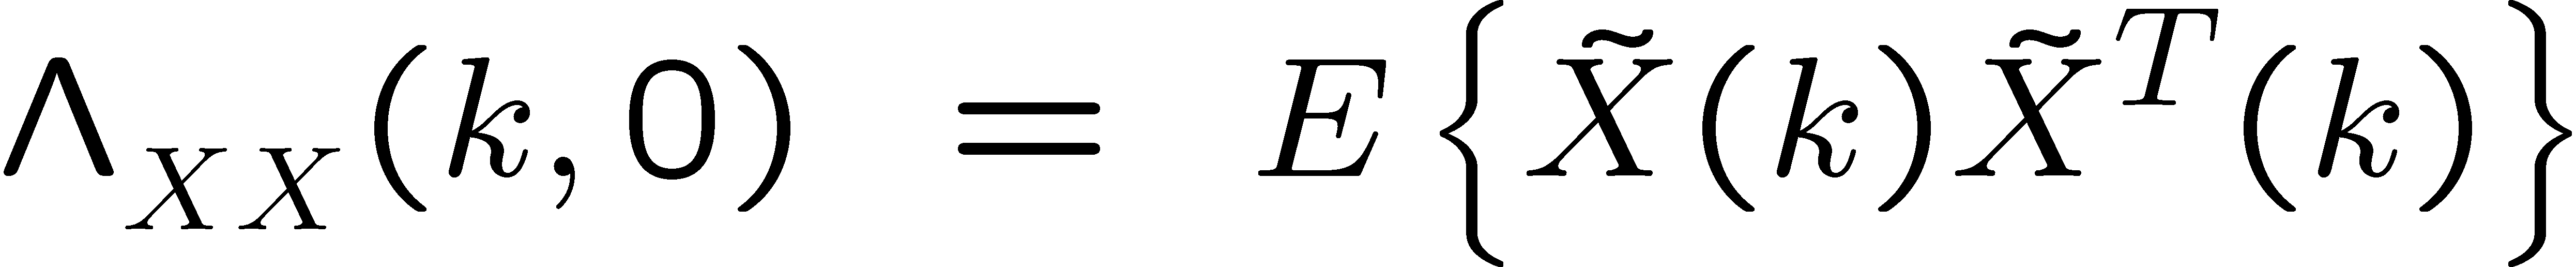 Λ_{XX}(k,0) = E{X̃(k)X̃^T(k)}